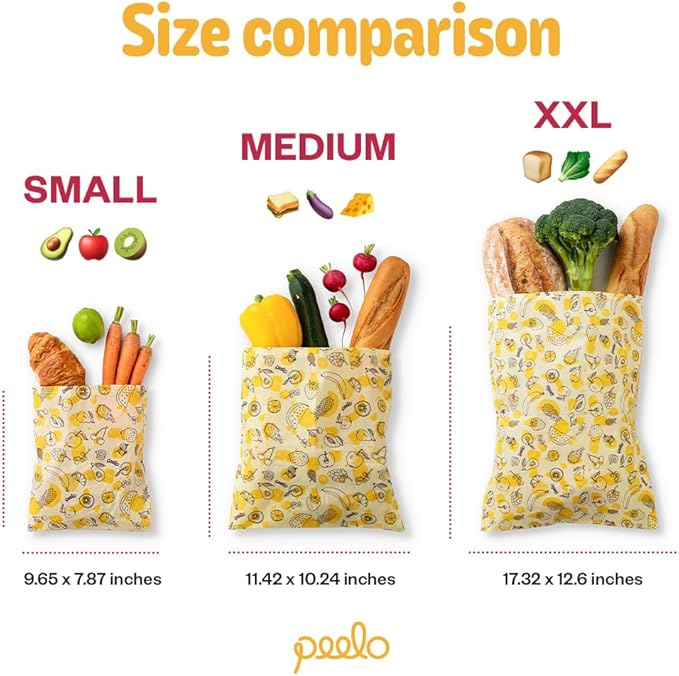 Size comparison
SMALL
MEDIUM
XXL
9.65 x 7.87 inches
11.42 x 10.24 inches
17.32 x 12.6 inches
peelo